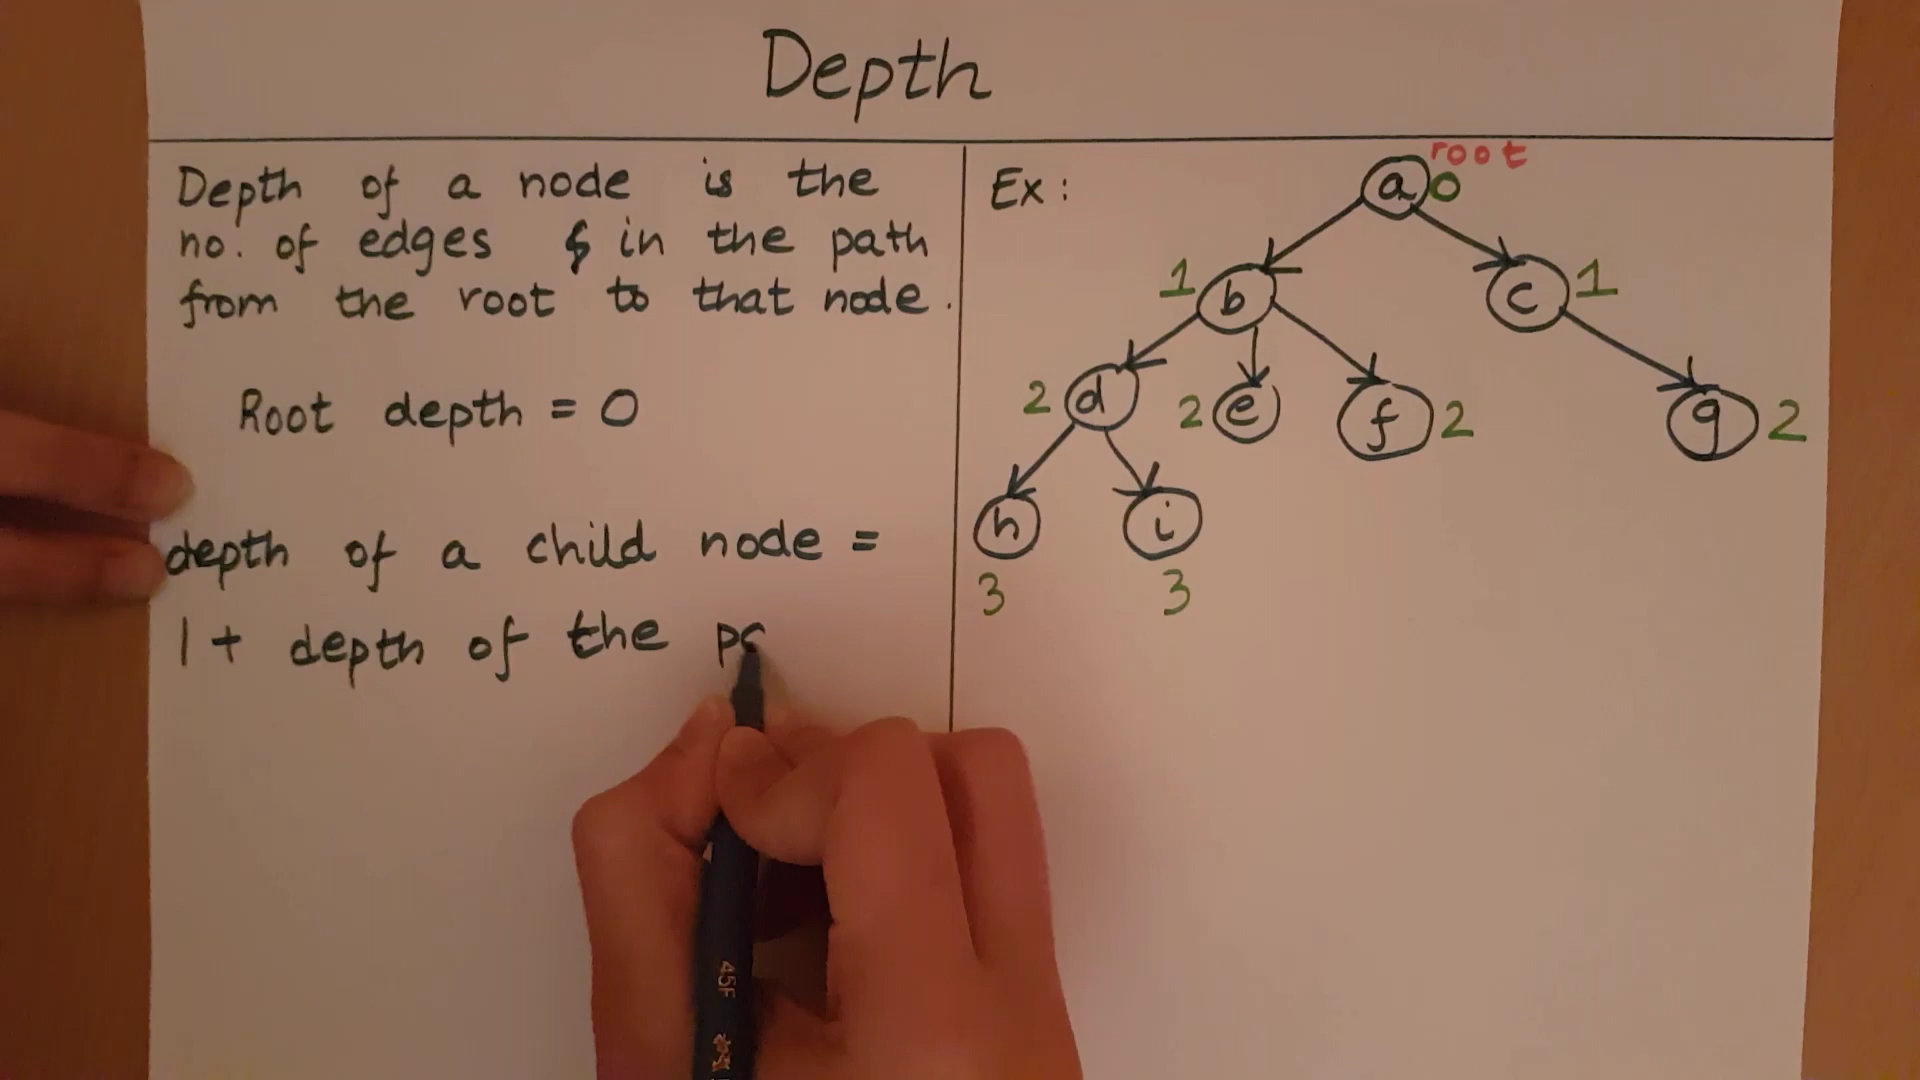 Depth
Depth of a node is the
no. of edges in the path
from the root to that node.
Root depth = 0
depth of a child node =
1 + depth of the pa
Ex:
root
a 0
1 b
c 1
2 d
2 e
f 2
g 2
h
i
3
3
45F